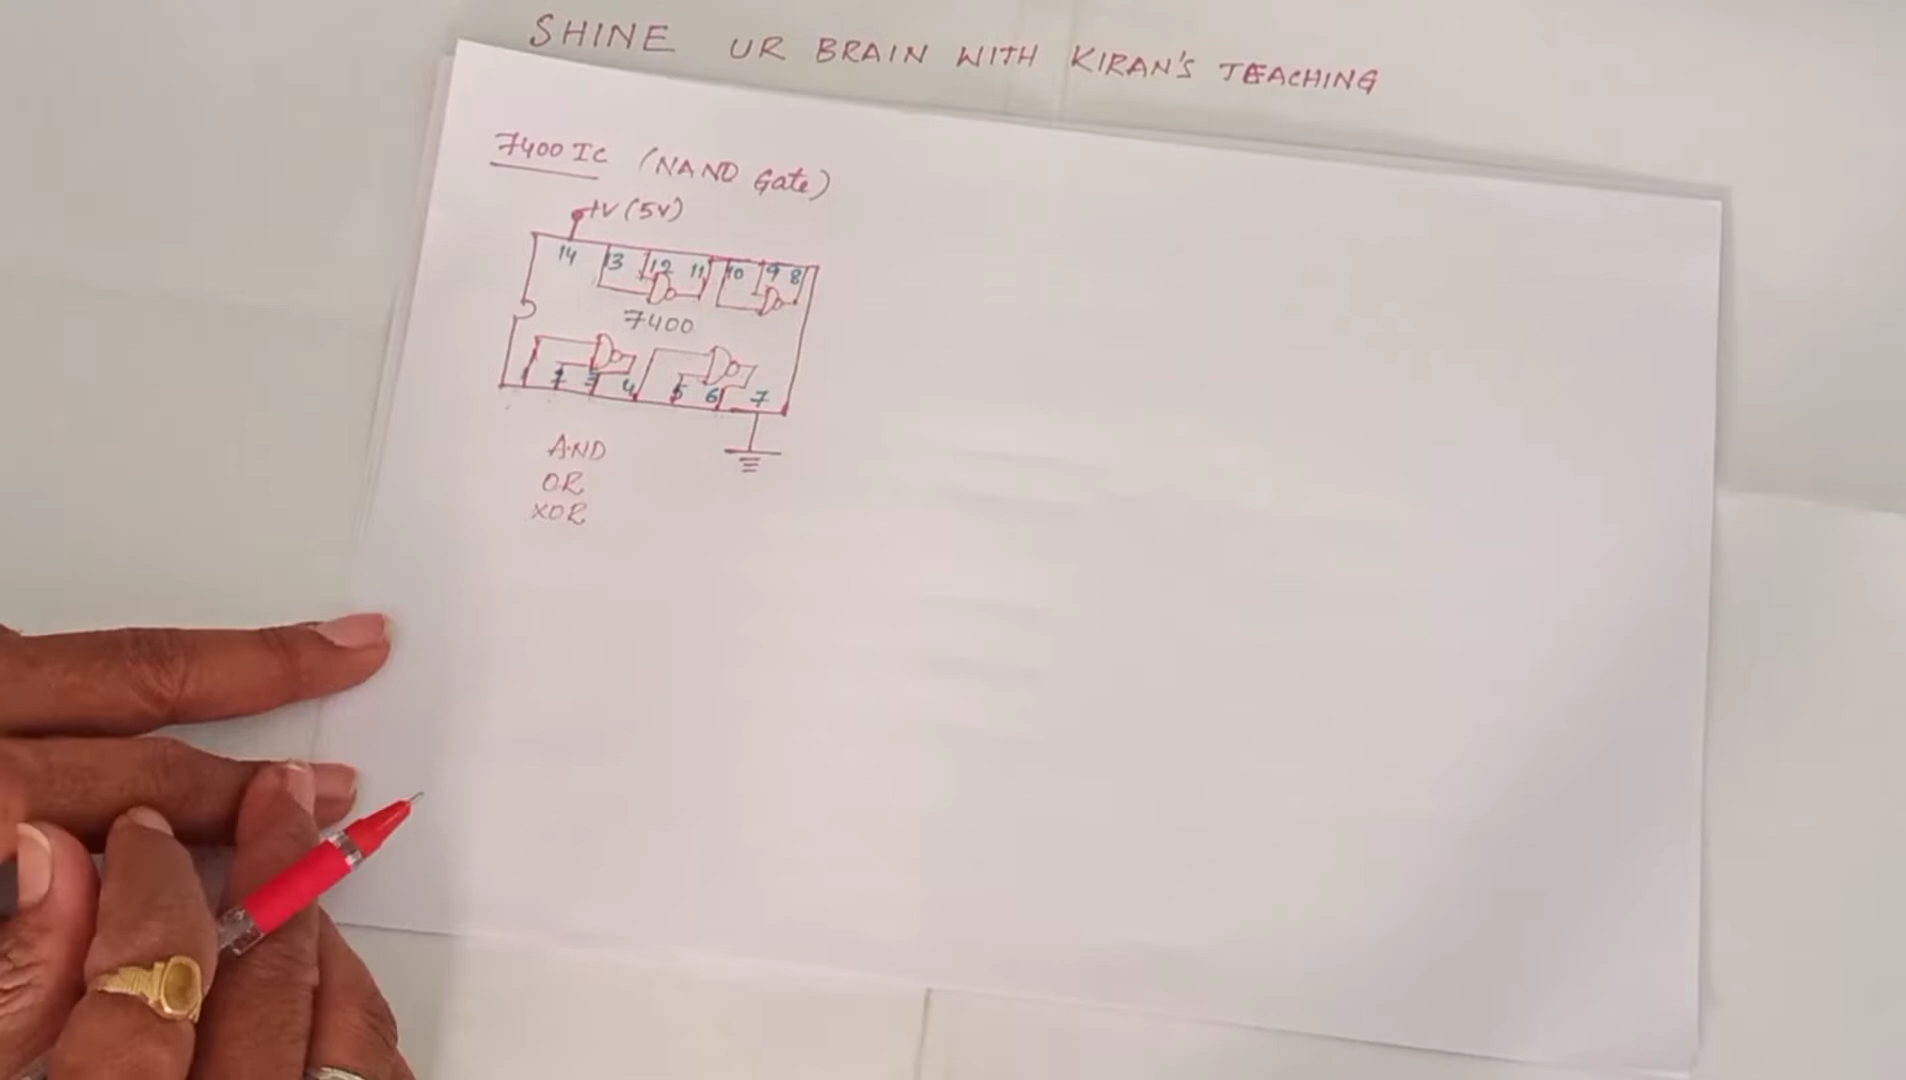 SHINE UR BRAIN WITH KIRAN'S TEACHING
7400 IC (NAND Gate)
+V (5V)
14 13 12 11 10 9 8
7400
1 2 3 4 5 6 7
AND
OR
XOR